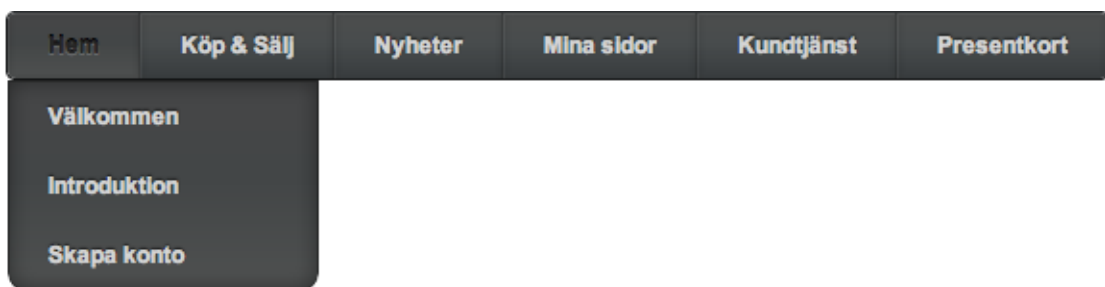 Hem Köp & Sälj Nyheter Mina sidor Kundtjänst Presentkort
Välkommen
Introduktion
Skapa konto